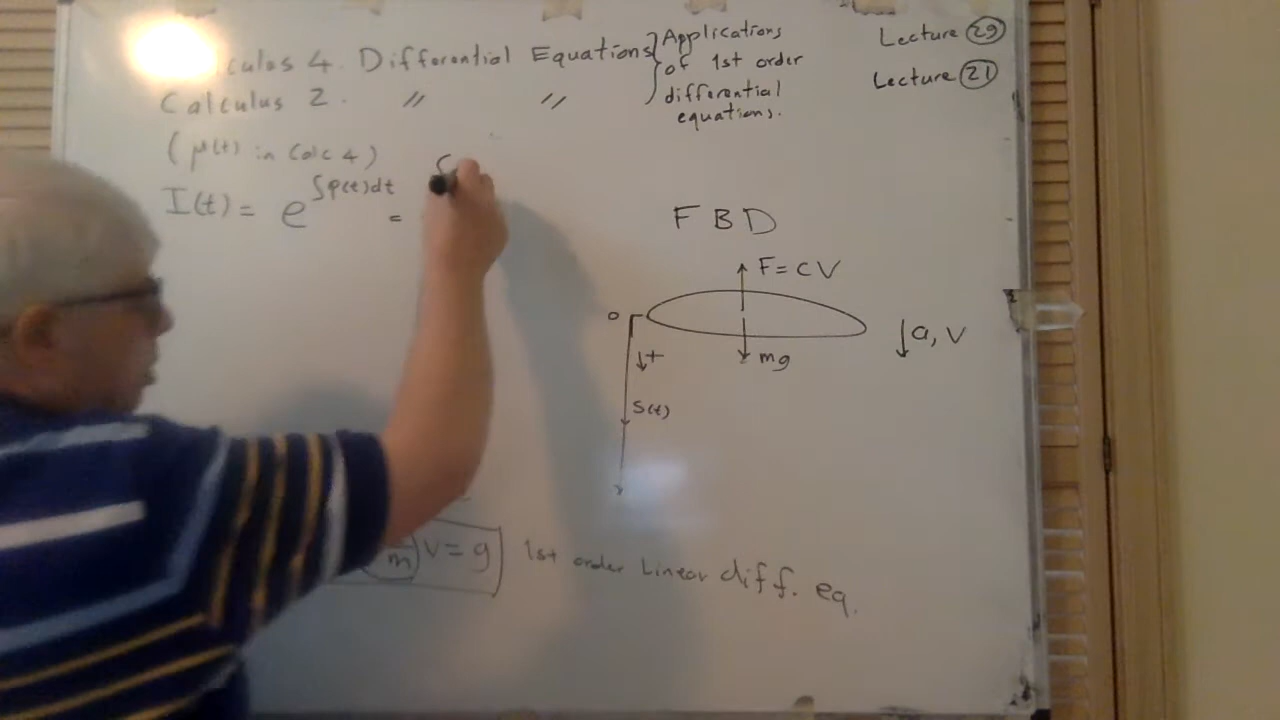 culus 4. Differential Equations } Applications of 1st order differential equations. Lecture 29
Calculus 2. // // Lecture 21
(μ(t) in Calc 4)
I(t) = e^∫p(t)dt = ∫
FBD
F = CV
0
↓+
mg
↓a, v
S(t)
m)V = g 1st order Linear diff. eq.